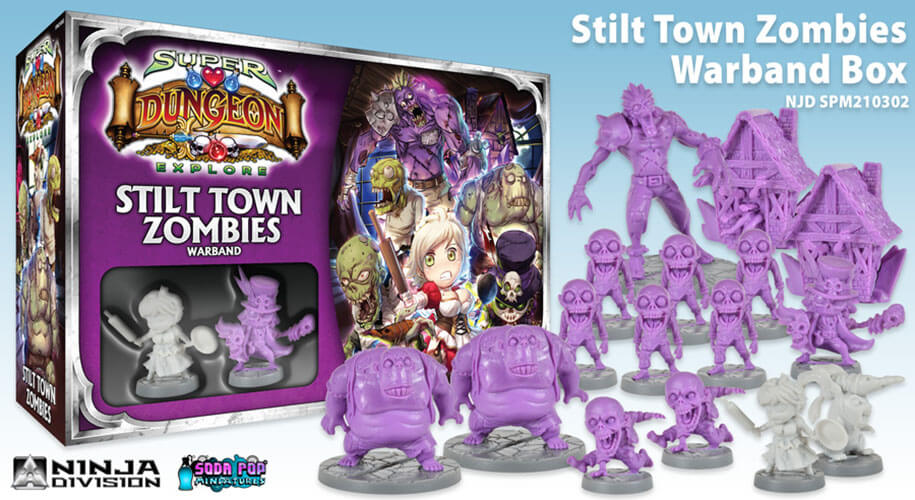 Stilt Town Zombies
Warband Box
NJD SPM210302
SUPER
DUNGEON
EXPLORE
STILT TOWN
ZOMBIES
WARBAND
STILT TOWN
ZOMBIES
NINJA
DIVISION
SODA POP
MINIATURES